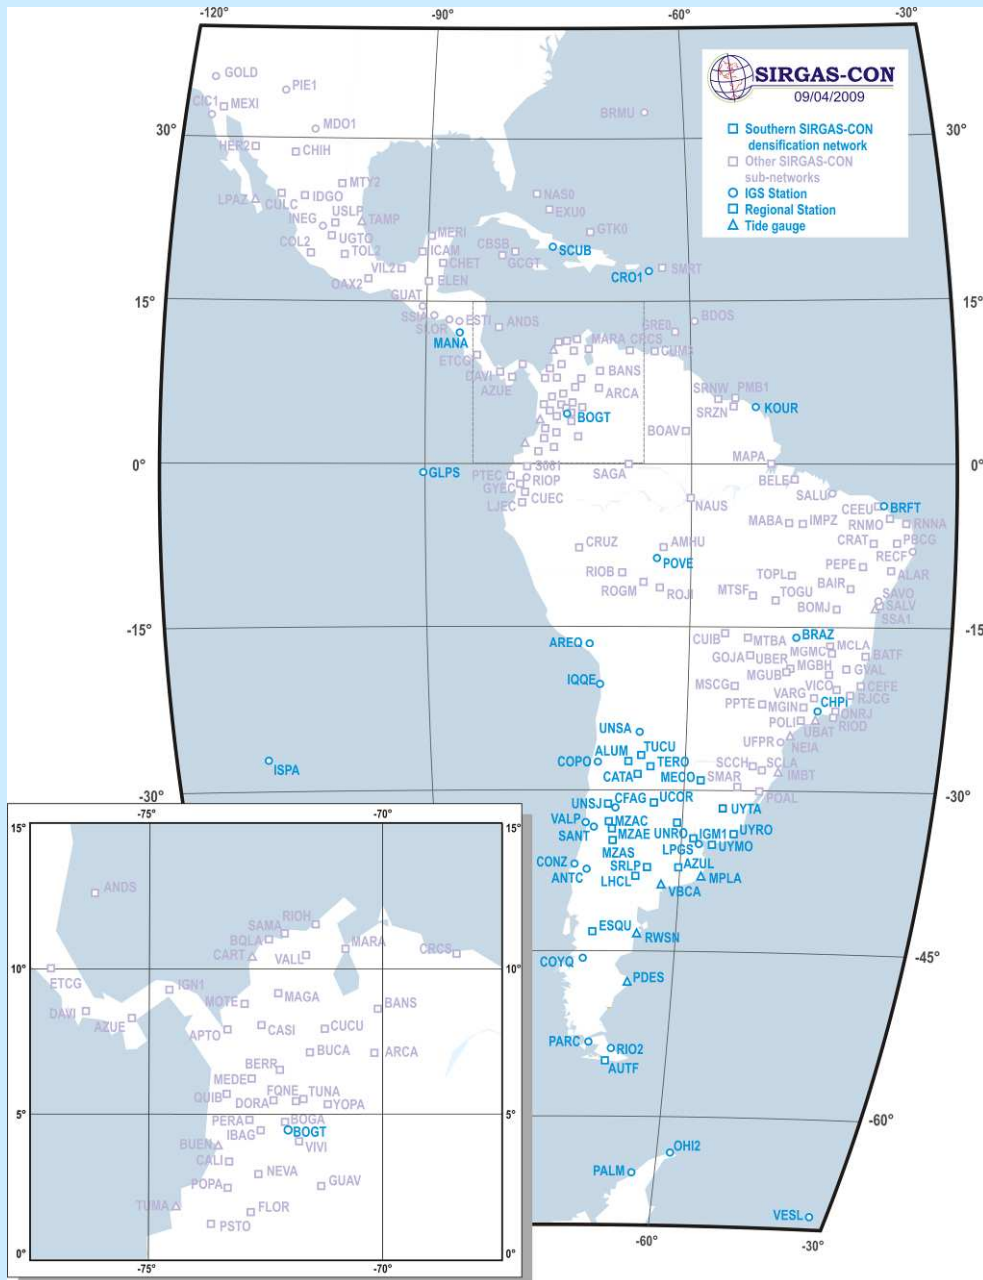 -120°
-90°
-60°
-30°
SIRGAS-CON
09/04/2009
Southern SIRGAS-CON
densification network
Other SIRGAS-CON
sub-networks
IGS Station
Regional Station
Tide gauge
GOLD
PIE1
CIC1
MEXI
BRMU
MDO1
30°
30°
HER2
CHIH
MTY2
LPAZ
CULC
IDGO
NAS0
USLP
EXU0
INEG
TAMP
GTK0
UGTO
MERI
COL2
TOL2
ICAM
CBSB
SCUB
VIL2
CHET
GCGT
CRO1
SMRT
OAX2
ELEN
GUAT
15°
15°
SSIA
SLOR
ESTI
ANDS
GRE0
BDOS
MANA
MARA
CRCS
CUM3
ETCG
DAVI
BANS
AZUE
ARCA
SRNW
PMB1
BOGT
SRZN
KOUR
BOAV
0°
0°
GLPS
S061
MAPA
PTEC
RIOP
SAGA
BELE
GYEC
CUEC
NAUS
SALU
LJEC
CEEU
BRFT
MABA
IMPZ
RNMO
RNNA
CRUZ
AMHU
CRAT
PBCG
POVE
RECF
RIOB
TOPL
PEPE
ALAR
ROGM
ROJI
MTSF
TOGU
BAIR
SAVO
BOMJ
SALV
SSA1
-15°
-15°
AREQ
CUIB
MTBA
BRAZ
MCLA
GOJA
UBER
MGMC
BATF
MGUB
MGBH
GVAL
IQQE
MSCG
VICO
CEFE
PPTE
VARG
CHPI
RJCG
MGIN
ONRJ
UNSA
POLI
UBAT
RIOD
ALUM
TUCU
UFPR
NEIA
ISPA
COPO
TERO
SCCH
SCLA
CATA
MECO
SMAR
IMBT
-30°
-30°
UNSJ
CFAG
UCOR
UYTA
POAL
VALP
MZAC
SANT
MZAE
UNRO
IGM1
UYRO
MZAS
LPGS
UYMO
CONZ
SRLP
AZUL
ANTC
LHCL
MPLA
VBCA
ESQU
RWSN
COYQ
-45°
PDES
PARC
RIO2
AUTF
-60°
OHI2
PALM
VESL
-60°
-30°
-75°
-70°
15°
15°
ANDS
RIOH
SAMA
BQLA
MARA
CRCS
CART
VALL
10°
10°
ETCG
IGN1
MAGA
MOTE
BANS
DAVI
AZUE
CASI
CUCU
APTO
BUCA
ARCA
BERR
MEDE
QUIB
FQNE
TUNA
DORA
YOPA
5°
5°
PERA
BOGA
IBAG
BOGT
BUEN
VIVI
CALI
NEVA
POPA
GUAV
TUMA
FLOR
PSTO
0°
0°
-75°
-70°